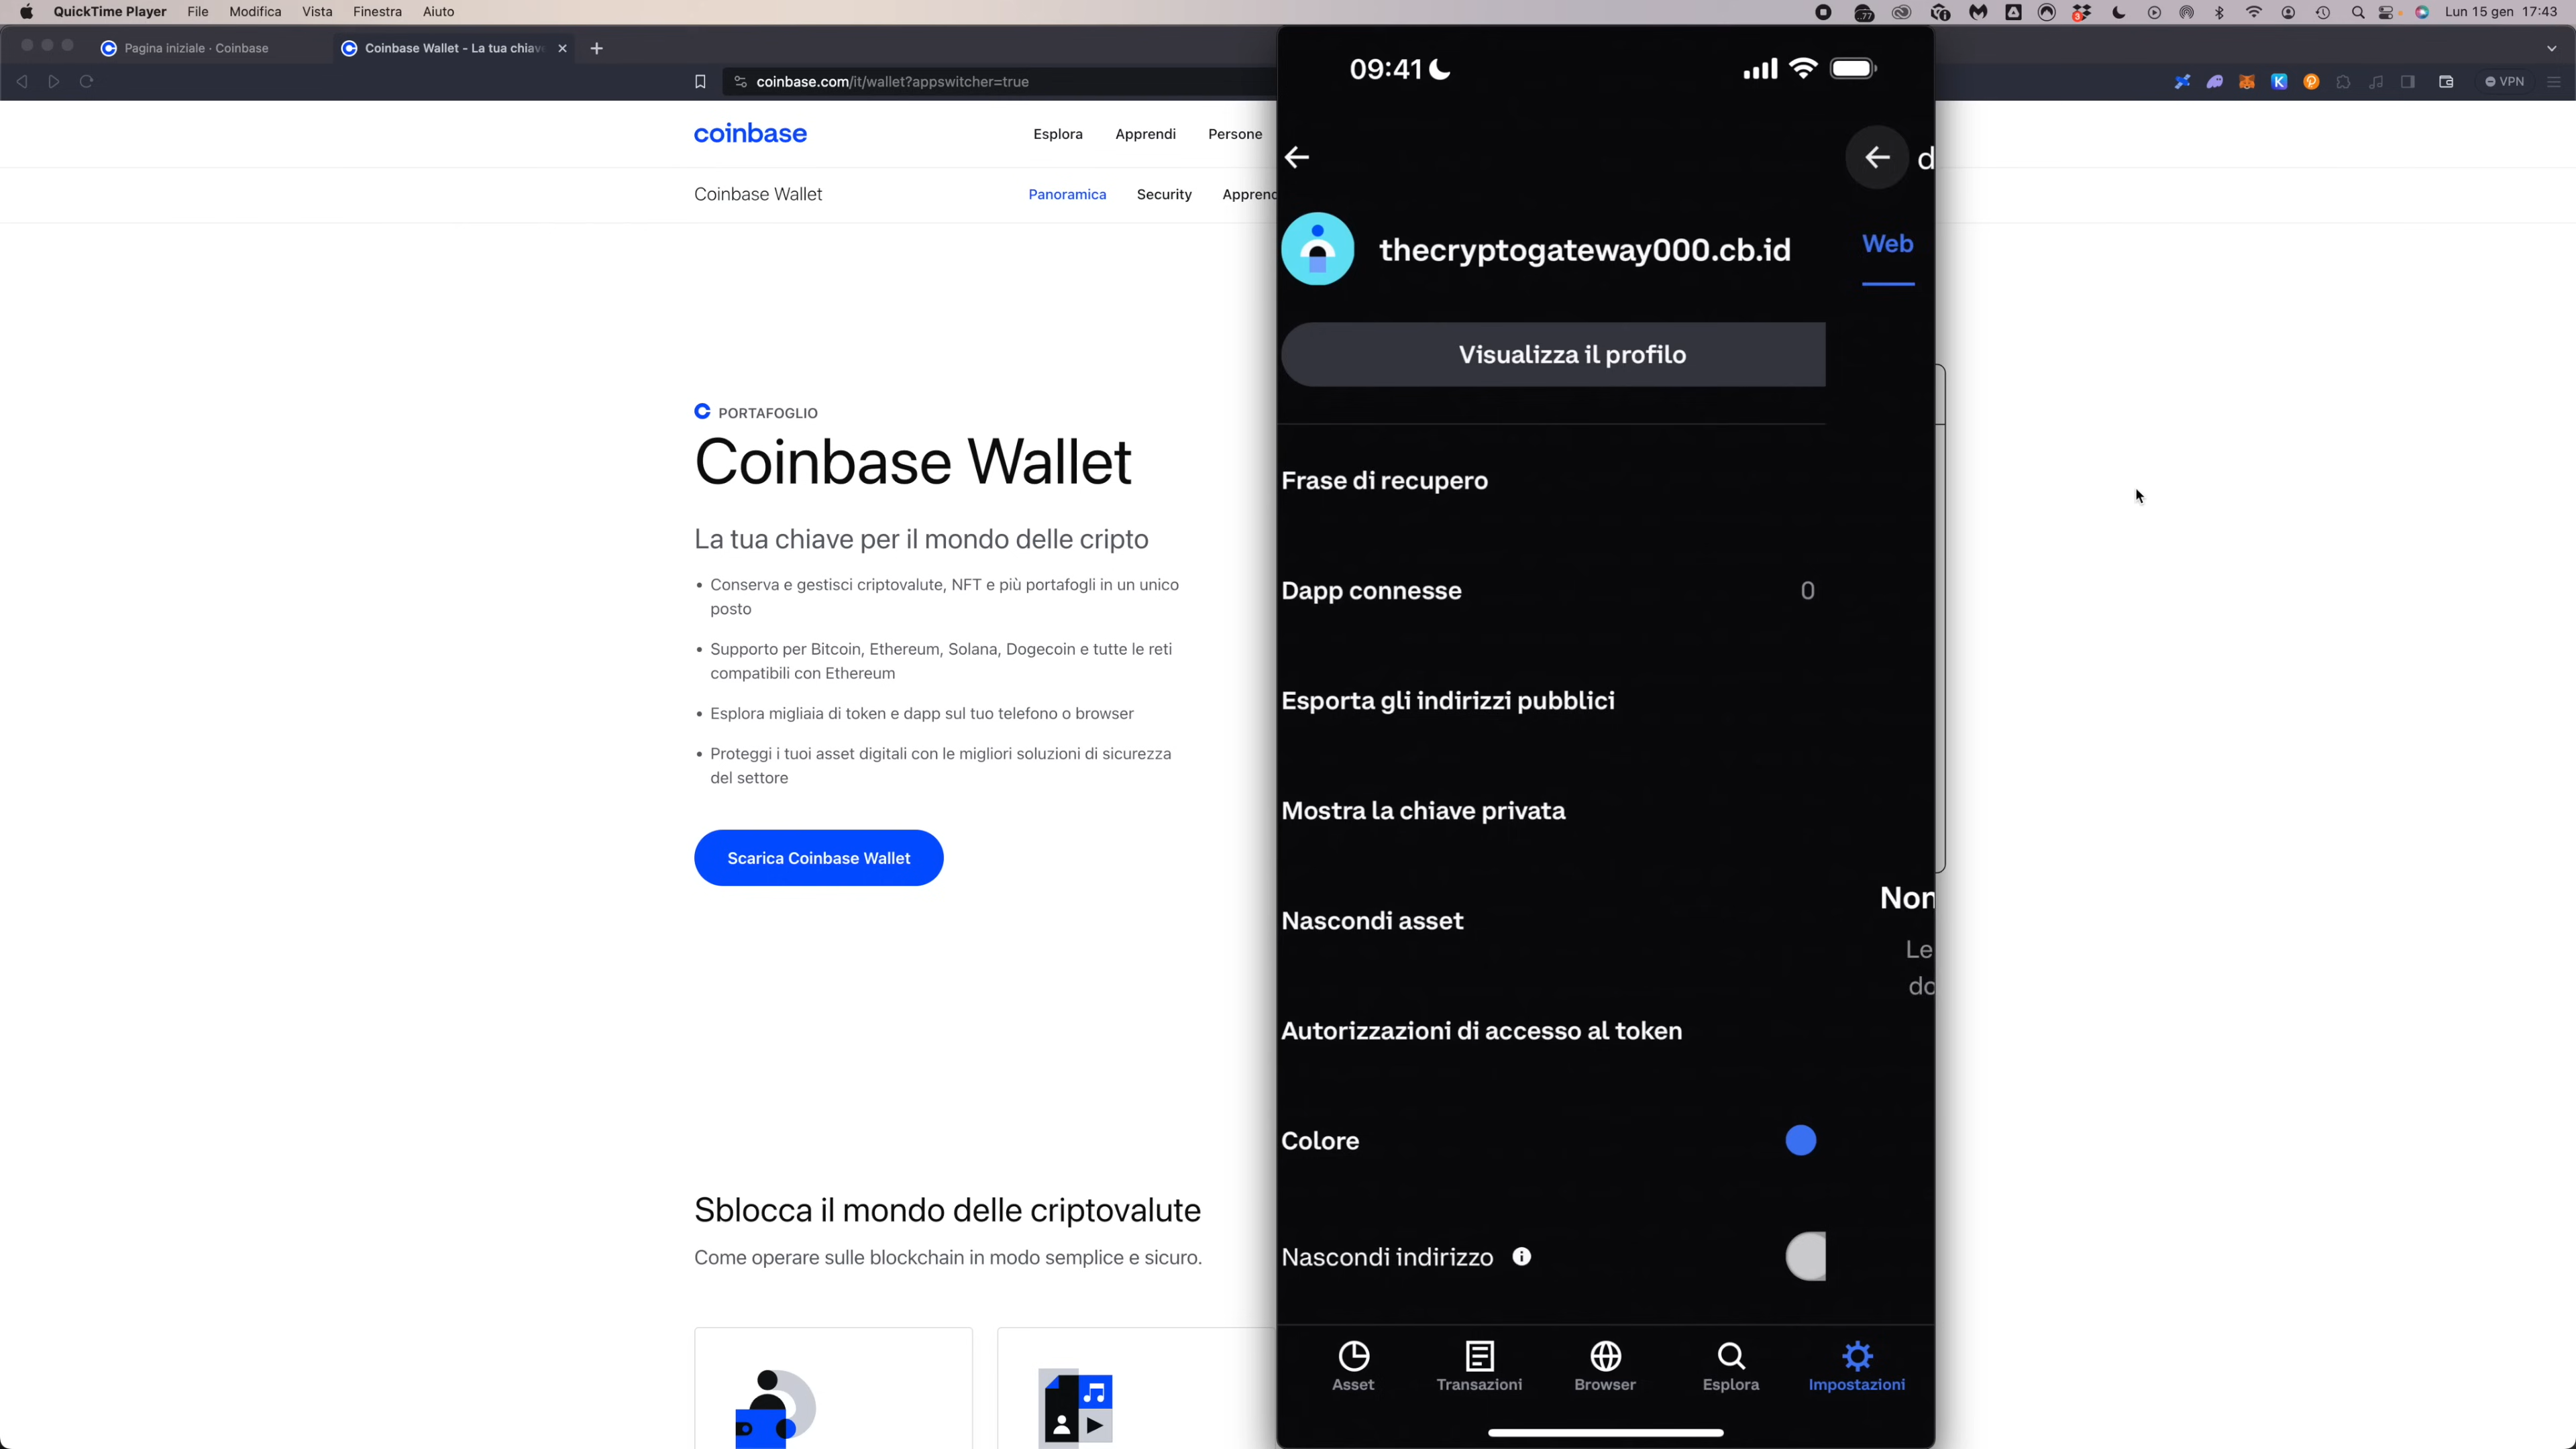 QuickTime Player File Modifica Vista Finestra Aiuto
77
3
Lun 15 gen 17:43
Pagina iniziale · Coinbase
Coinbase Wallet - La tua chiav
coinbase.com/it/wallet?appswitcher=true
VPN
coinbase
Esplora Apprendi Persone
Coinbase Wallet
Panoramica Security Apprend
PORTAFOGLIO
Coinbase Wallet
La tua chiave per il mondo delle cripto
• Conserva e gestisci criptovalute, NFT e più portafogli in un unico
posto
• Supporto per Bitcoin, Ethereum, Solana, Dogecoin e tutte le reti
compatibili con Ethereum
• Esplora migliaia di token e dapp sul tuo telefono o browser
• Proteggi i tuoi asset digitali con le migliori soluzioni di sicurezza
del settore
Scarica Coinbase Wallet
Sblocca il mondo delle criptovalute
Come operare sulle blockchain in modo semplice e sicuro.
09:41
d
thecryptogateway000.cb.id
Web
Visualizza il profilo
Frase di recupero
Dapp connesse 0
Esporta gli indirizzi pubblici
Mostra la chiave privata
Non
Nascondi asset
Le
do
Autorizzazioni di accesso al token
Colore
Nascondi indirizzo
Asset Transazioni Browser Esplora Impostazioni